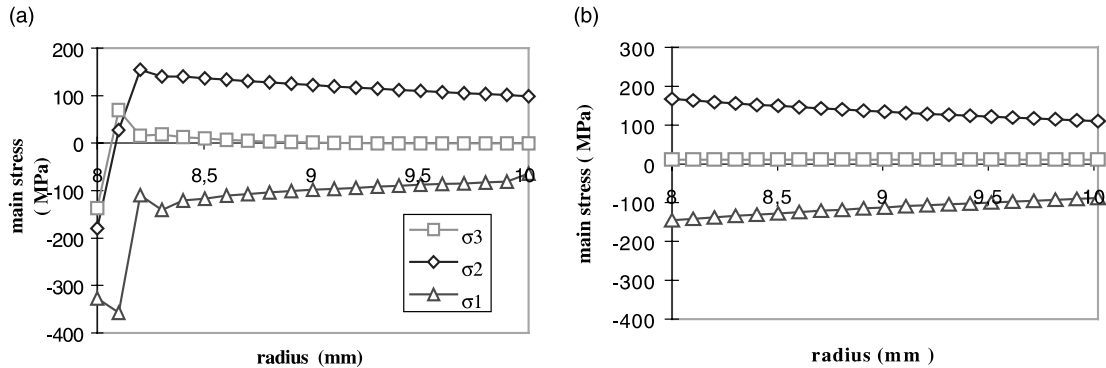 (a)
200
100
0
-100
-200
-300
-400
8
8,5
9
9,5
10
main stress
( MPa)
σ3
σ2
σ1
radius (mm)
(b)
300
200
100
0
-100
-200
-300
-400
8
8,5
9
9,5
10
main stress ( MPa)
radius (mm )